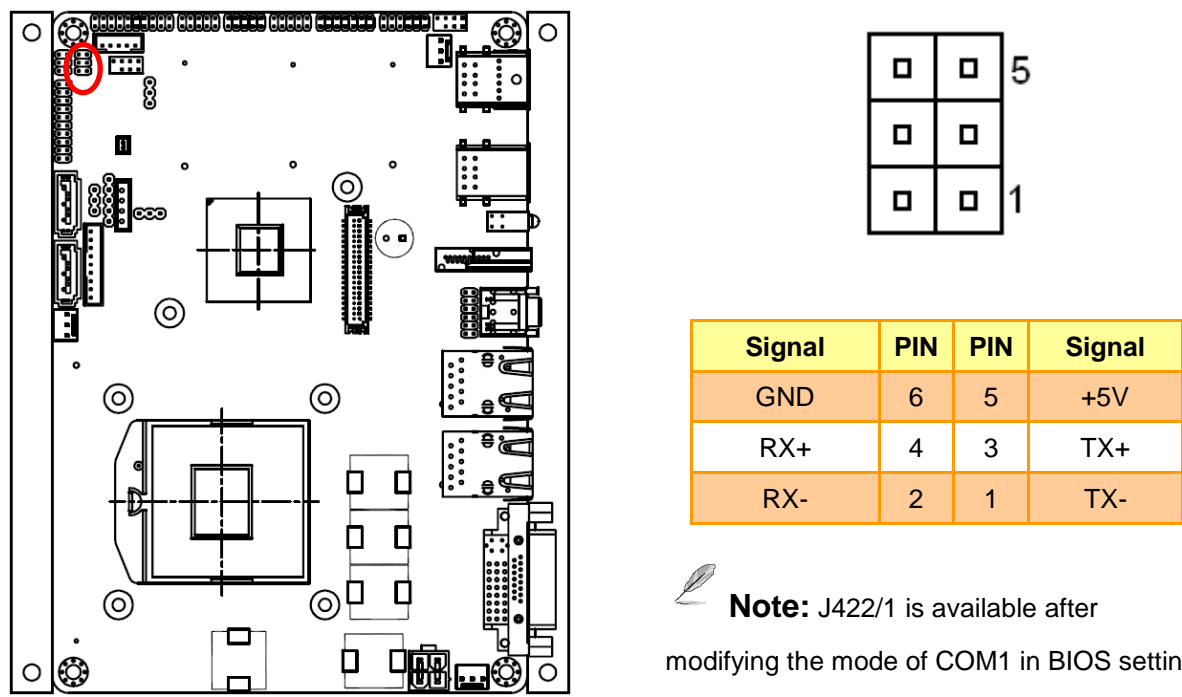 5
1
Signal PIN PIN Signal
GND 6 5 +5V
RX+ 4 3 TX+
RX- 2 1 TX-
Note: J422/1 is available after
modifying the mode of COM1 in BIOS settin